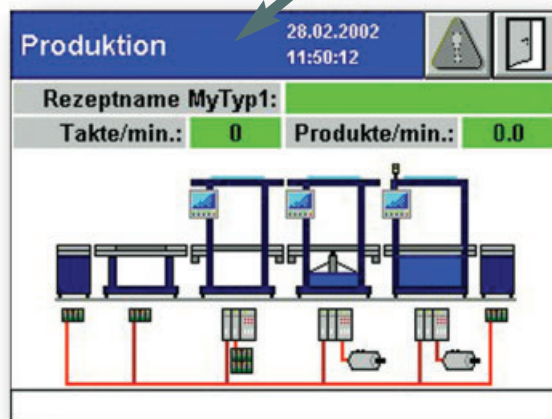 Produktion
28.02.2002
11:50:12
Rezeptname MyTyp1:
Takte/min.: 0 Produkte/min.: 0.0